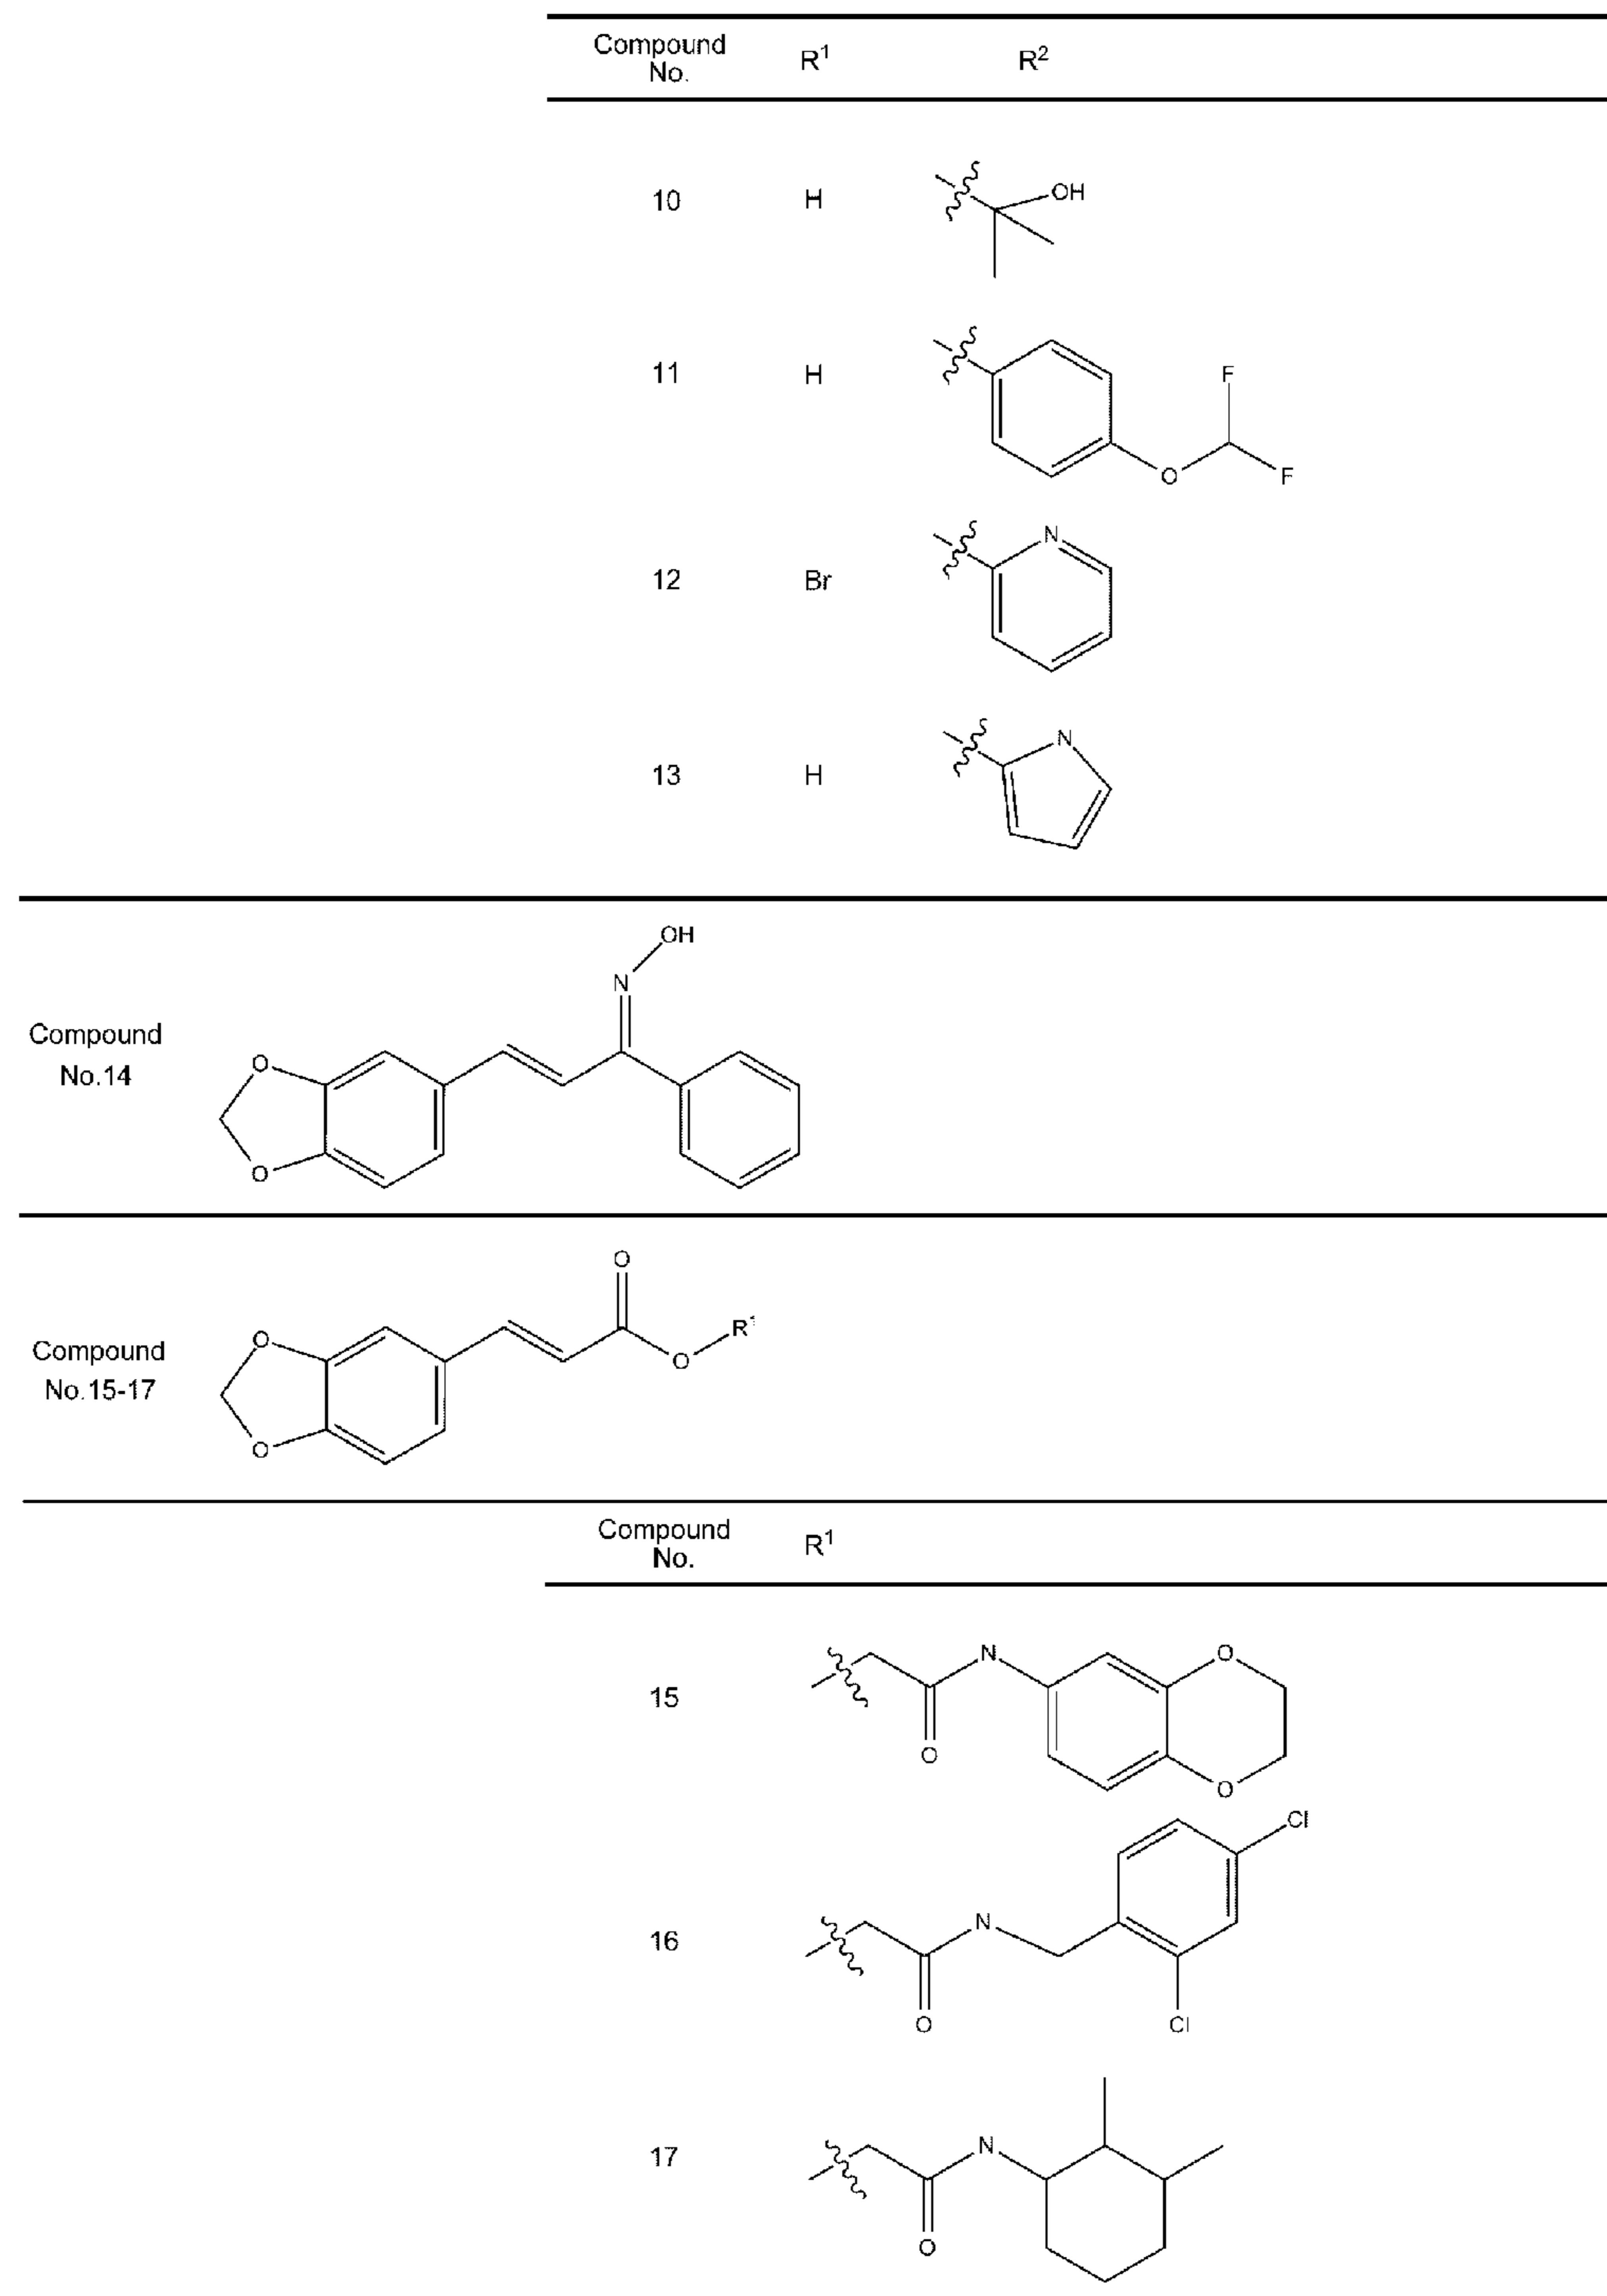 Compound No. R¹ R²
10 H OH
11 H F
O F
12 Br N
13 H N
OH
N
Compound No.14
O
O
O
Compound No.15-17
O R¹
O
O
Compound No. R¹
15 N O
O O
16 N Cl
O Cl
17 N
O